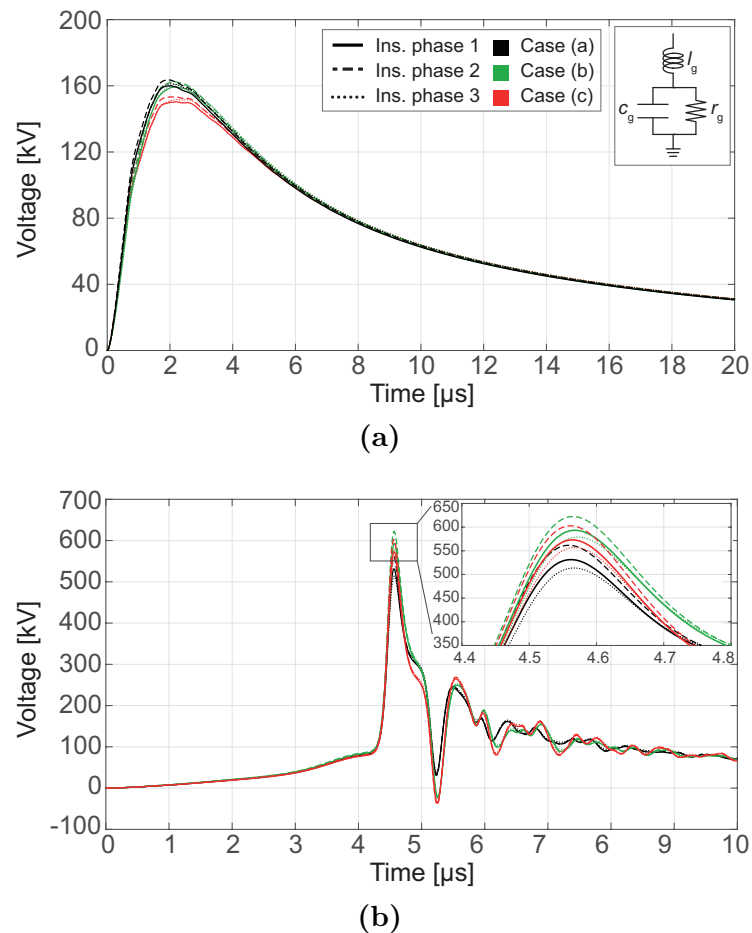 Voltage [kV]
200
160
120
80
40
0
Ins. phase 1
Ins. phase 2
Ins. phase 3
Case (a)
Case (b)
Case (c)
lg
cg
rg
0 2 4 6 8 10 12 14 16 18 20
Time [µs]
(a)
Voltage [kV]
700
600
500
400
300
200
100
0
-100
650
600
550
500
450
400
350
4.4 4.5 4.6 4.7 4.8
0 1 2 3 4 5 6 7 8 9 10
Time [µs]
(b)